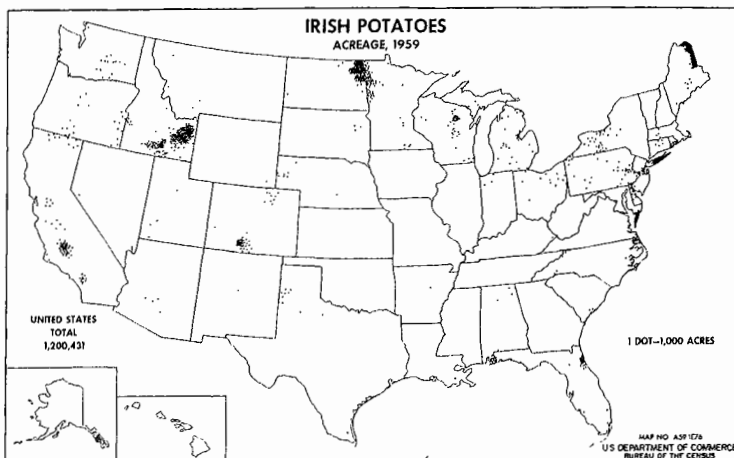 IRISH POTATOES
ACREAGE, 1959
UNITED STATES
TOTAL
1,200,431
1 DOT—1,000 ACRES
MAP NO. A59 1E76
US DEPARTMENT OF COMMERCE
BUREAU OF THE CENSUS